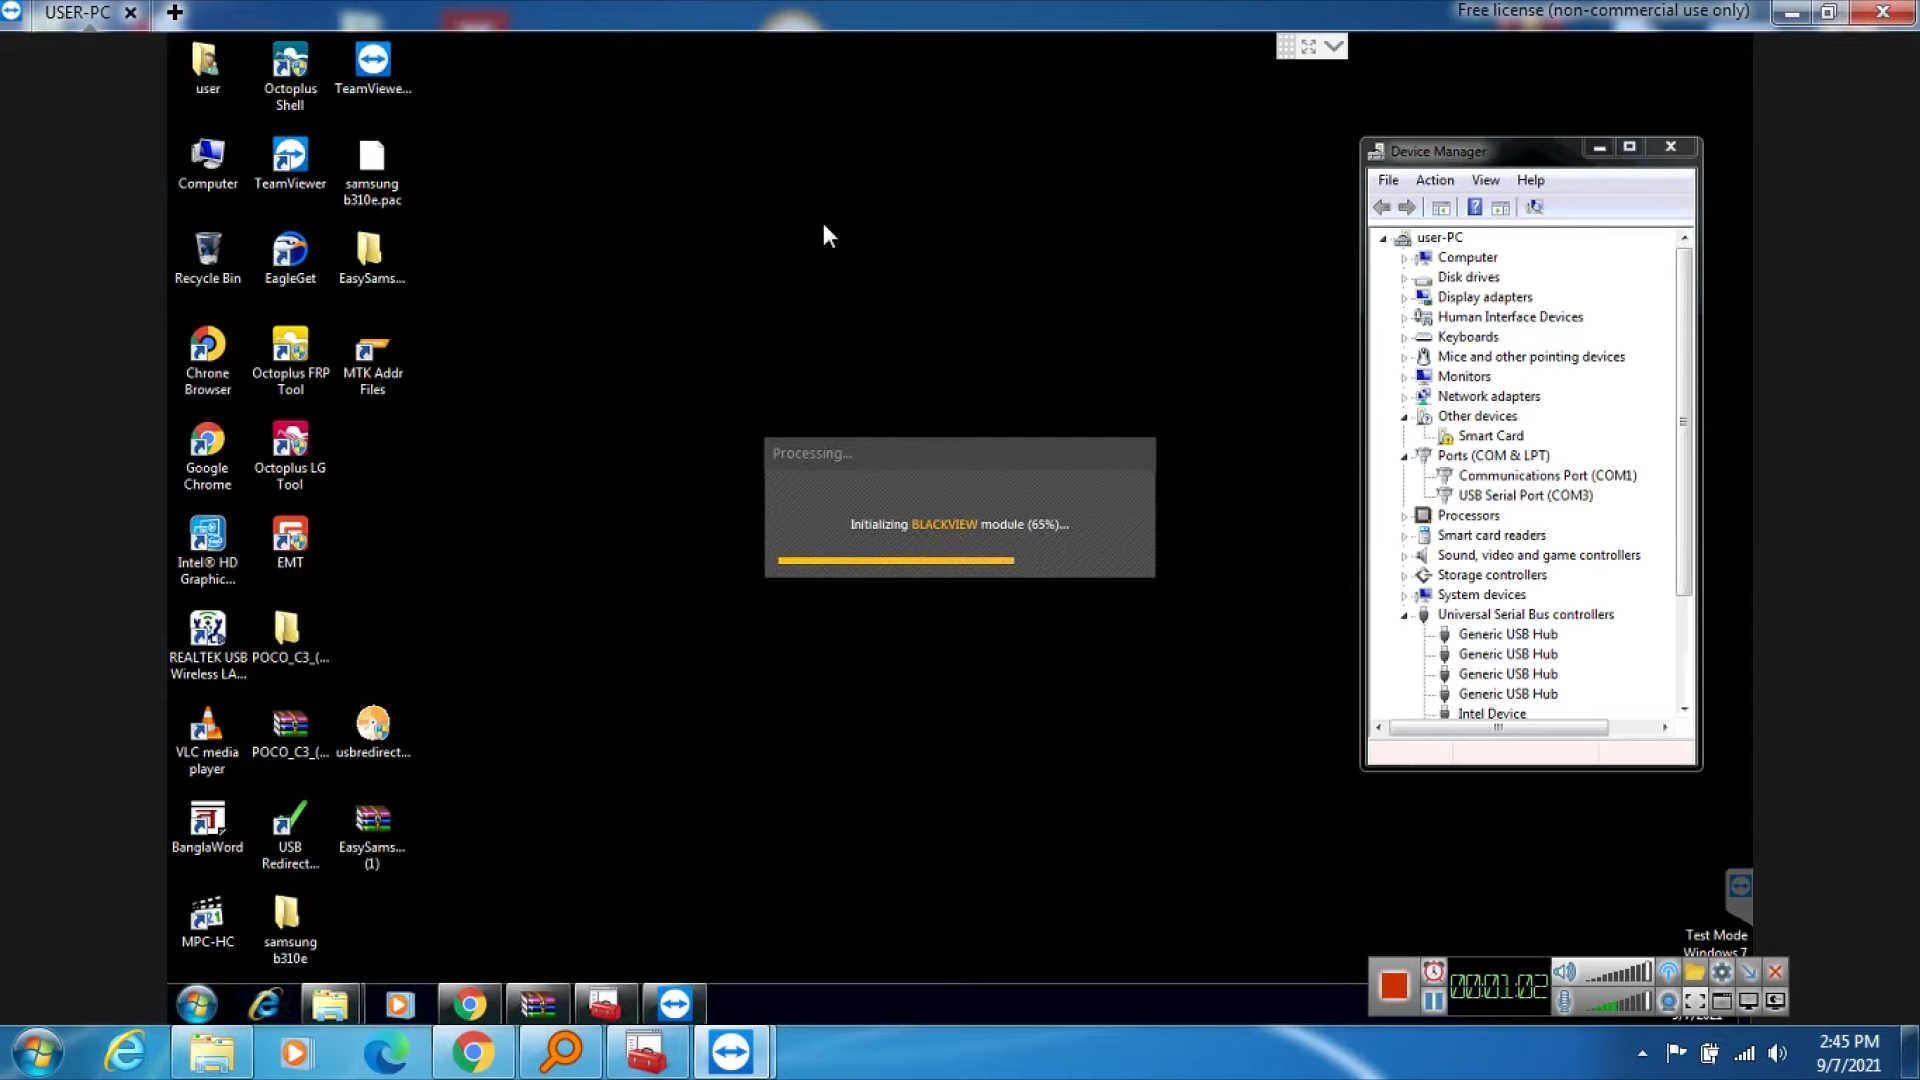 USER-PC
Free license (non-commercial use only)
user
Octoplus
Shell
TeamViewe...
Computer
TeamViewer
samsung
b310e.pac
Recycle Bin
EagleGet
EasySams...
Chrome
Browser
Octoplus FRP
Tool
MTK Addr
Files
Google
Chrome
Octoplus LG
Tool
Intel® HD
Graphic...
EMT
REALTEK USB
Wireless LA...
POCO_C3_(...
VLC media
player
POCO_C3_(...
usbredirect...
BanglaWord
USB
Redirect...
EasySams...
(1)
MPC-HC
samsung
b310e
Processing...
Initializing BLACKVIEW module (65%)...
Device Manager
File Action View Help
user-PC
Computer
Disk drives
Display adapters
Human Interface Devices
Keyboards
Mice and other pointing devices
Monitors
Network adapters
Other devices
Smart Card
Ports (COM & LPT)
Communications Port (COM1)
USB Serial Port (COM3)
Processors
Smart card readers
Sound, video and game controllers
Storage controllers
System devices
Universal Serial Bus controllers
Generic USB Hub
Generic USB Hub
Generic USB Hub
Generic USB Hub
Intel Device
Test Mode
Windows 7
00:01:02
2:45 PM
9/7/2021